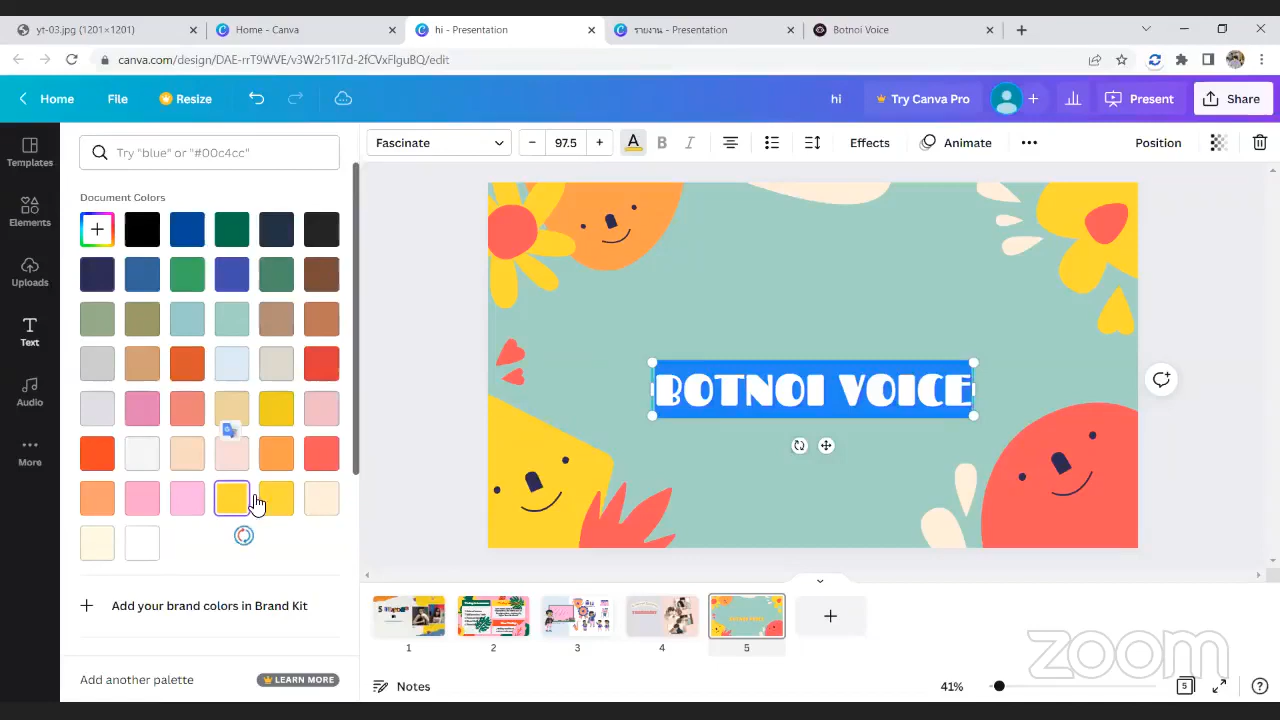 yt-03.jpg (1201×1201)
Home - Canva
hi - Presentation
รายงาน - Presentation
Botnoi Voice
canva.com/design/DAE-rrT9WVE/v3W2r51I7d-2fCVxFlguBQ/edit
Home
File
Resize
hi
Try Canva Pro
Present
Share
Templates
Elements
Uploads
Text
Audio
More
Try "blue" or "#00c4cc"
Document Colors
Add your brand colors in Brand Kit
Add another palette
LEARN MORE
Fascinate
97.5
A
B
I
Effects
Animate
Position
BOTNOI VOICE
1
2
3
4
5
Notes
41%
5
zoom